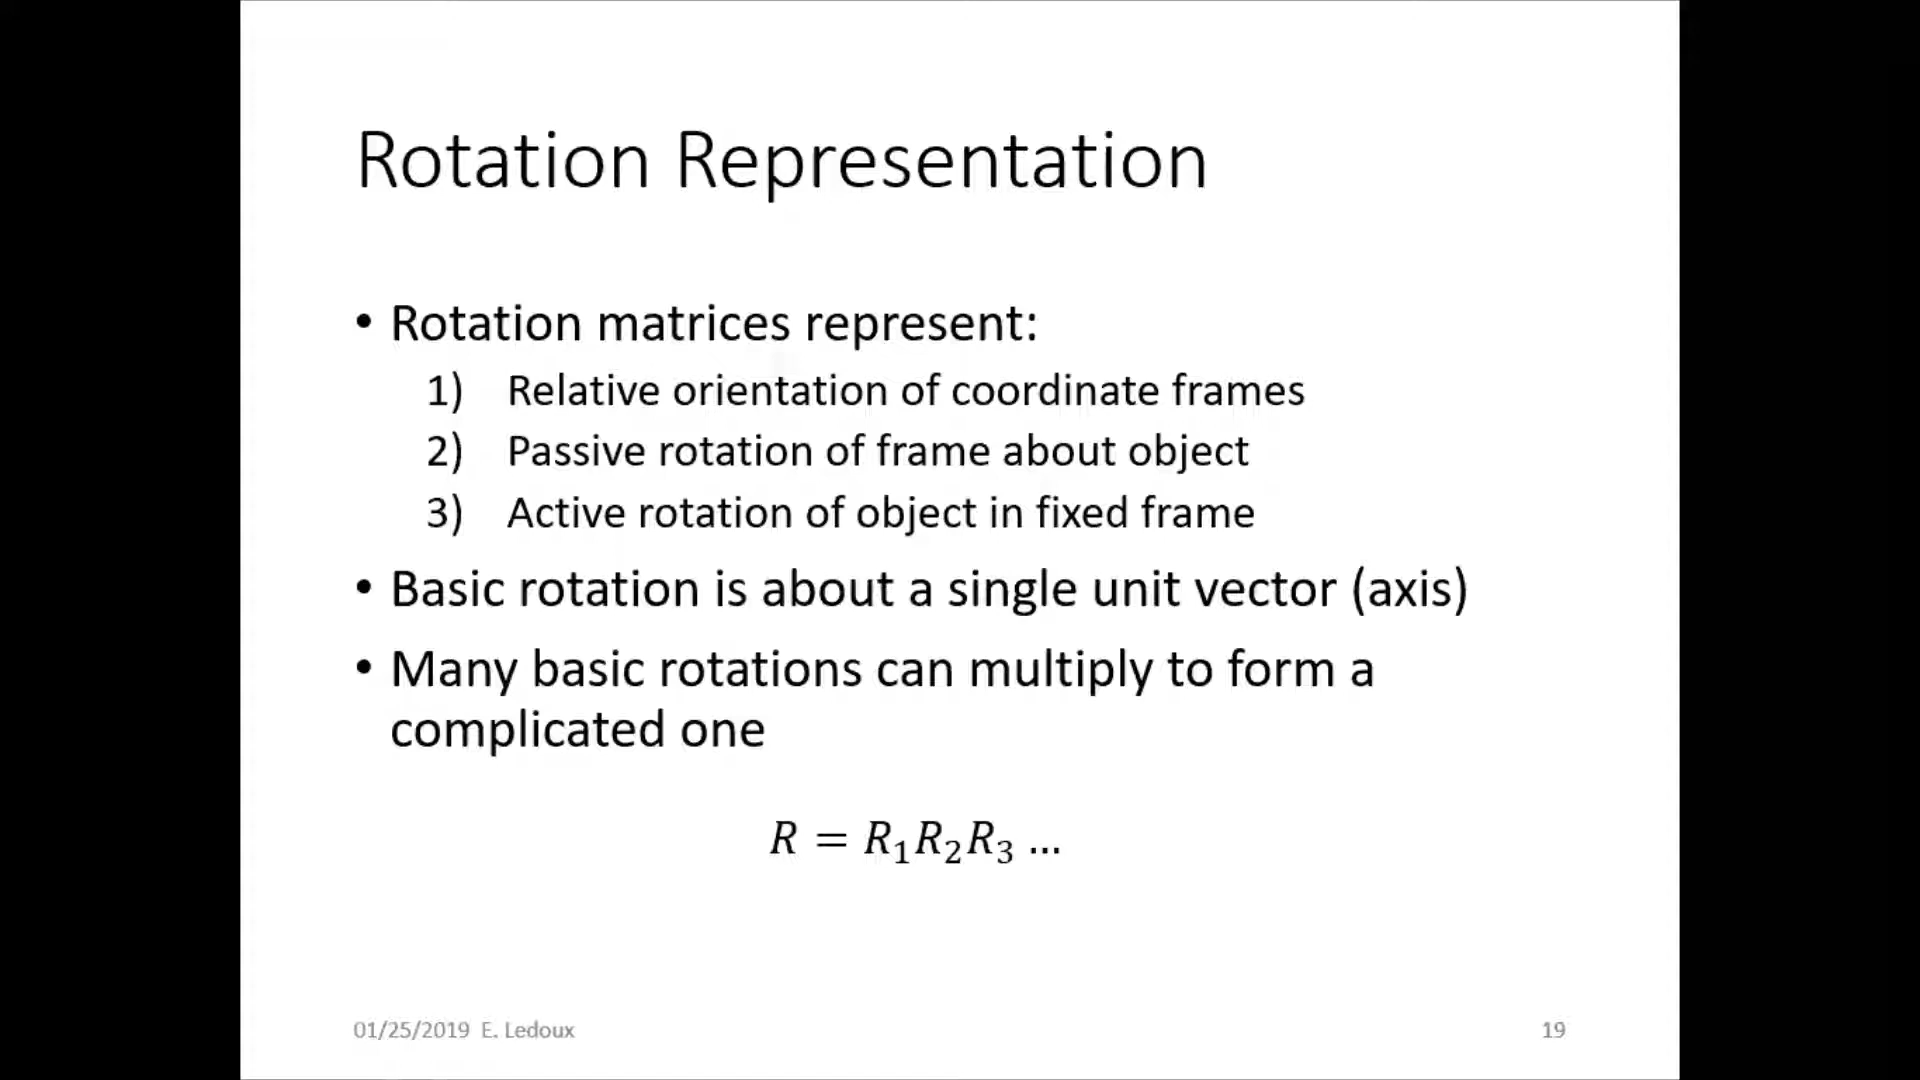 Rotation Representation
• Rotation matrices represent:
1) Relative orientation of coordinate frames
2) Passive rotation of frame about object
3) Active rotation of object in fixed frame
• Basic rotation is about a single unit vector (axis)
• Many basic rotations can multiply to form a
complicated one
R = R₁R₂R₃ …
01/25/2019 E. Ledoux
19